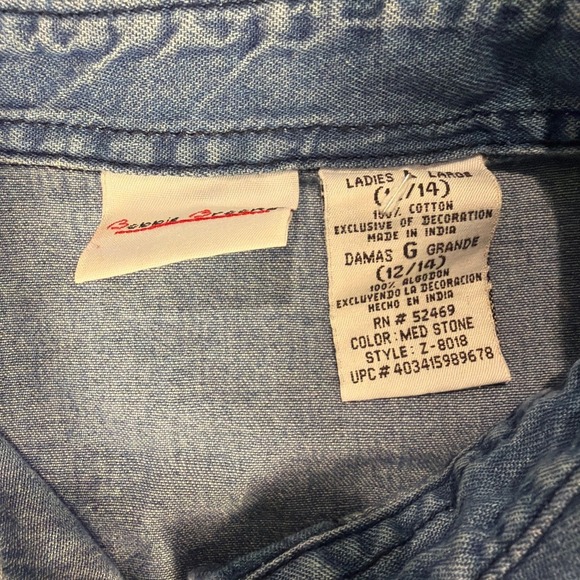 Bobbie Brooks
LADIES L LARGE
(12/14)
100% COTTON
EXCLUSIVE OF DECORATION
MADE IN INDIA
DAMAS G GRANDE
(12/14)
100% ALGODON
EXCLUYENDO LA DECORACION
HECHO EN INDIA
RN # 52469
COLOR: MED STONE
STYLE: Z-8018
UPC# 403415989678